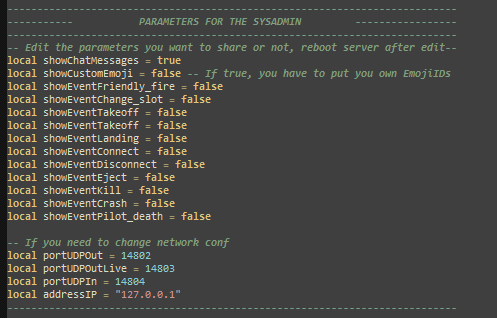 --------------------------------------------------------------------------
----------- PARAMETERS FOR THE SYSADMIN -----------------
--------------------------------------------------------------------------
-- Edit the parameters you want to share or not, reboot server after edit--
local showChatMessages = true
local showCustomEmoji = false -- If true, you have to put you own EmojiIDs
local showEventFriendly_fire = false
local showEventChange_slot = false
local showEventTakeoff = false
local showEventTakeoff = false
local showEventLanding = false
local showEventConnect = false
local showEventDisconnect = false
local showEventEject = false
local showEventKill = false
local showEventCrash = false
local showEventPilot_death = false
-- If you need to change network conf
local portUDPOut = 14802
local portUDPOutLive = 14803
local portUDPIn = 14804
local addressIP = "127.0.0.1"
--------------------------------------------------------------------------